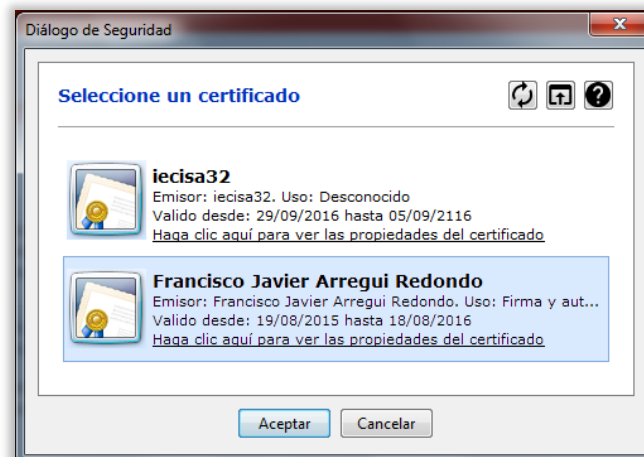 Diálogo de Seguridad
Seleccione un certificado
iecisa32
Emisor: iecisa32. Uso: Desconocido
Valido desde: 29/09/2016 hasta 05/09/2116
Haga clic aquí para ver las propiedades del certificado
Francisco Javier Arregui Redondo
Emisor: Francisco Javier Arregui Redondo. Uso: Firma y aut...
Valido desde: 19/08/2015 hasta 18/08/2016
Haga clic aquí para ver las propiedades del certificado
Aceptar Cancelar